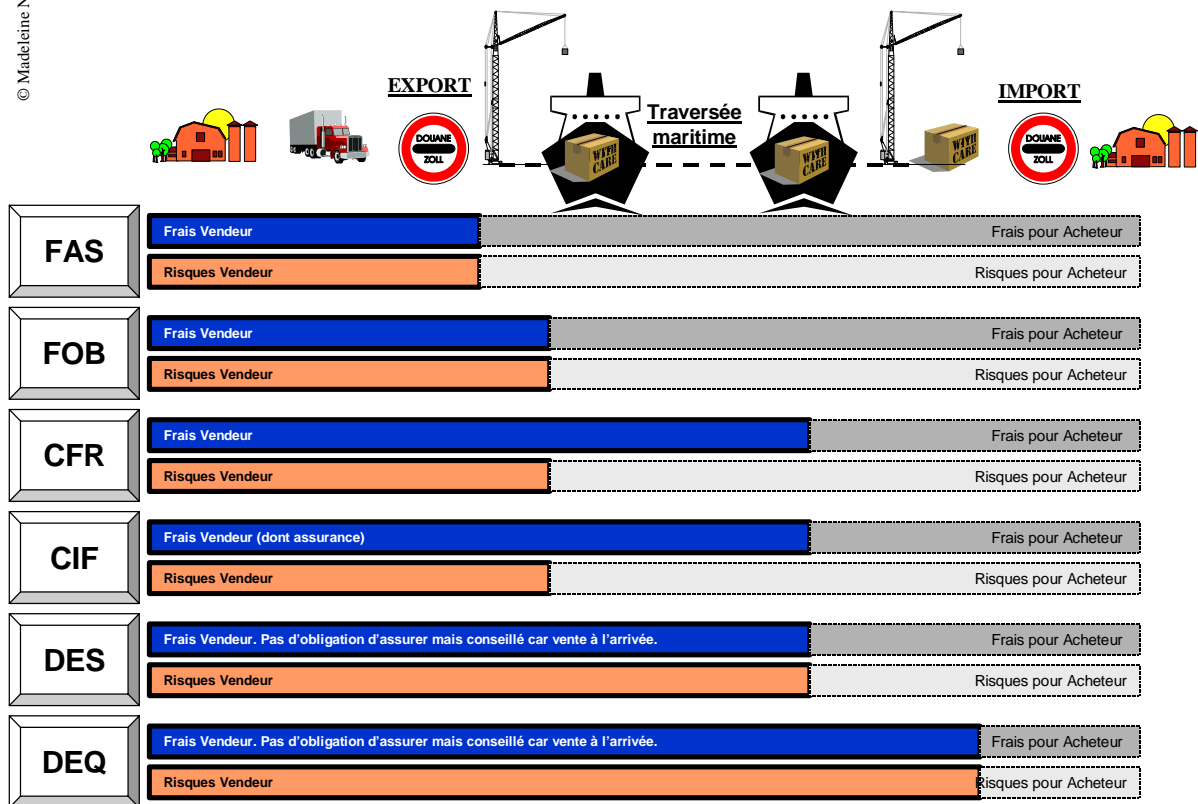 © Madeleine N
EXPORT
IMPORT
DOUANE
ZOLL
WITH
CARE
Traversée
maritime
WITH
CARE
WITH
CARE
DOUANE
ZOLL
FAS
Frais Vendeur
Frais pour Acheteur
Risques Vendeur
Risques pour Acheteur
FOB
Frais Vendeur
Frais pour Acheteur
Risques Vendeur
Risques pour Acheteur
CFR
Frais Vendeur
Frais pour Acheteur
Risques Vendeur
Risques pour Acheteur
CIF
Frais Vendeur (dont assurance)
Frais pour Acheteur
Risques Vendeur
Risques pour Acheteur
DES
Frais Vendeur. Pas d’obligation d’assurer mais conseillé car vente à l’arrivée.
Frais pour Acheteur
Risques Vendeur
Risques pour Acheteur
DEQ
Frais Vendeur. Pas d’obligation d’assurer mais conseillé car vente à l’arrivée.
Frais pour Acheteur
Risques Vendeur
Risques pour Acheteur